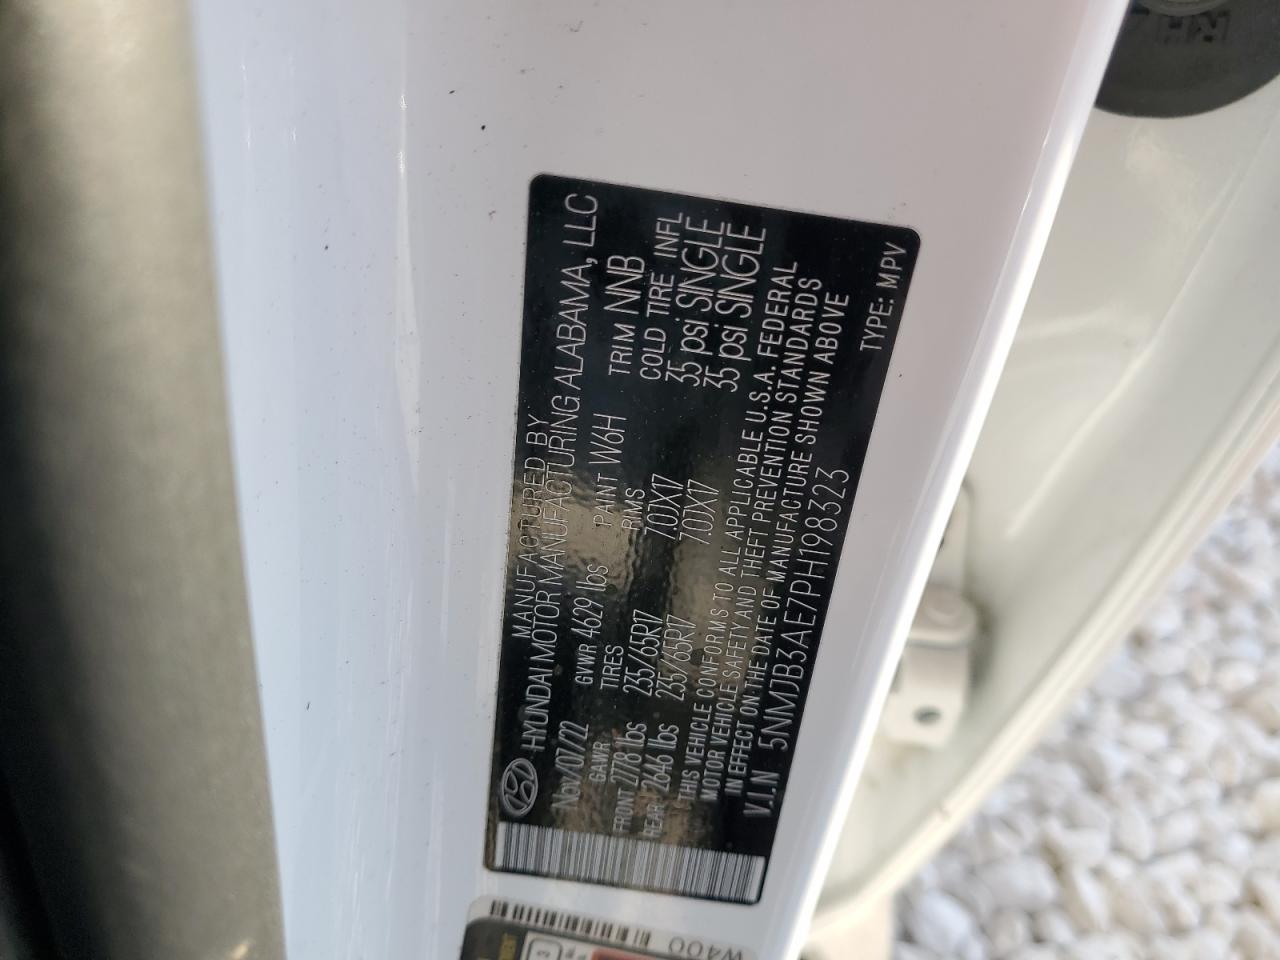 MANUFACTURED BY
HYUNDAI MOTOR MANUFACTURING ALABAMA, LLC
Nov/07/22 GVWR 4629 lbs PAINT W6H TRIM NNB
GAWR TIRES RIMS COLD TIRE INFL
FRONT 2778 lbs 235/65R17 7.0JX17 35 psi SINGLE
REAR 2646 lbs 235/65R17 7.0JX17 35 psi SINGLE
THIS VEHICLE CONFORMS TO ALL APPLICABLE U.S.A. FEDERAL
MOTOR VEHICLE SAFETY AND THEFT PREVENTION STANDARDS
IN EFFECT ON THE DATE OF MANUFACTURE SHOWN ABOVE
V.I.N 5NMJB3AE7PH198323 TYPE: MPV
W400
3
RH